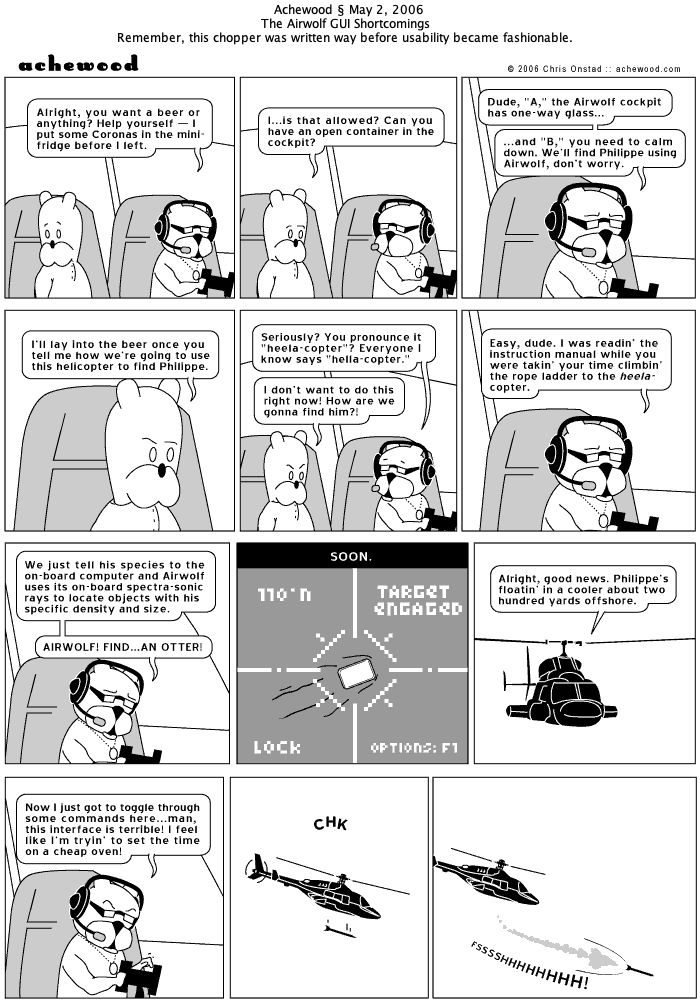 Achewood § May 2, 2006
The Airwolf GUI Shortcomings
Remember, this chopper was written way before usability became fashionable.
achewood
© 2006 Chris Onstad :: achewood.com
Alright, you want a beer or
anything? Help yourself — I
put some Coronas in the mini-
fridge before I left.
I...is that allowed? Can you
have an open container in the
cockpit?
Dude, "A," the Airwolf cockpit
has one-way glass...
...and "B," you need to calm
down. We'll find Philippe using
Airwolf, don't worry.
I'll lay into the beer once you
tell me how we're going to use
this helicopter to find Philippe.
Seriously? You pronounce it
"heela-copter"? Everyone I
know says "hella-copter."
I don't want to do this
right now! How are we
gonna find him?!
Easy, dude. I was readin' the
instruction manual while you
were takin' your time climbin'
the rope ladder to the heela-
copter.
We just tell his species to the
on-board computer and Airwolf
uses its on-board spectra-sonic
rays to locate objects with his
specific density and size.
AIRWOLF! FIND...AN OTTER!
SOON.
110°N
TARGET
ENGAGED
LOCK
OPTIONS: F1
Alright, good news. Philippe's
floatin' in a cooler about two
hundred yards offshore.
Now I just got to toggle through
some commands here...man,
this interface is terrible! I feel
like I'm tryin' to set the time
on a cheap oven!
CHK
FSSSSHHHHHHHH!